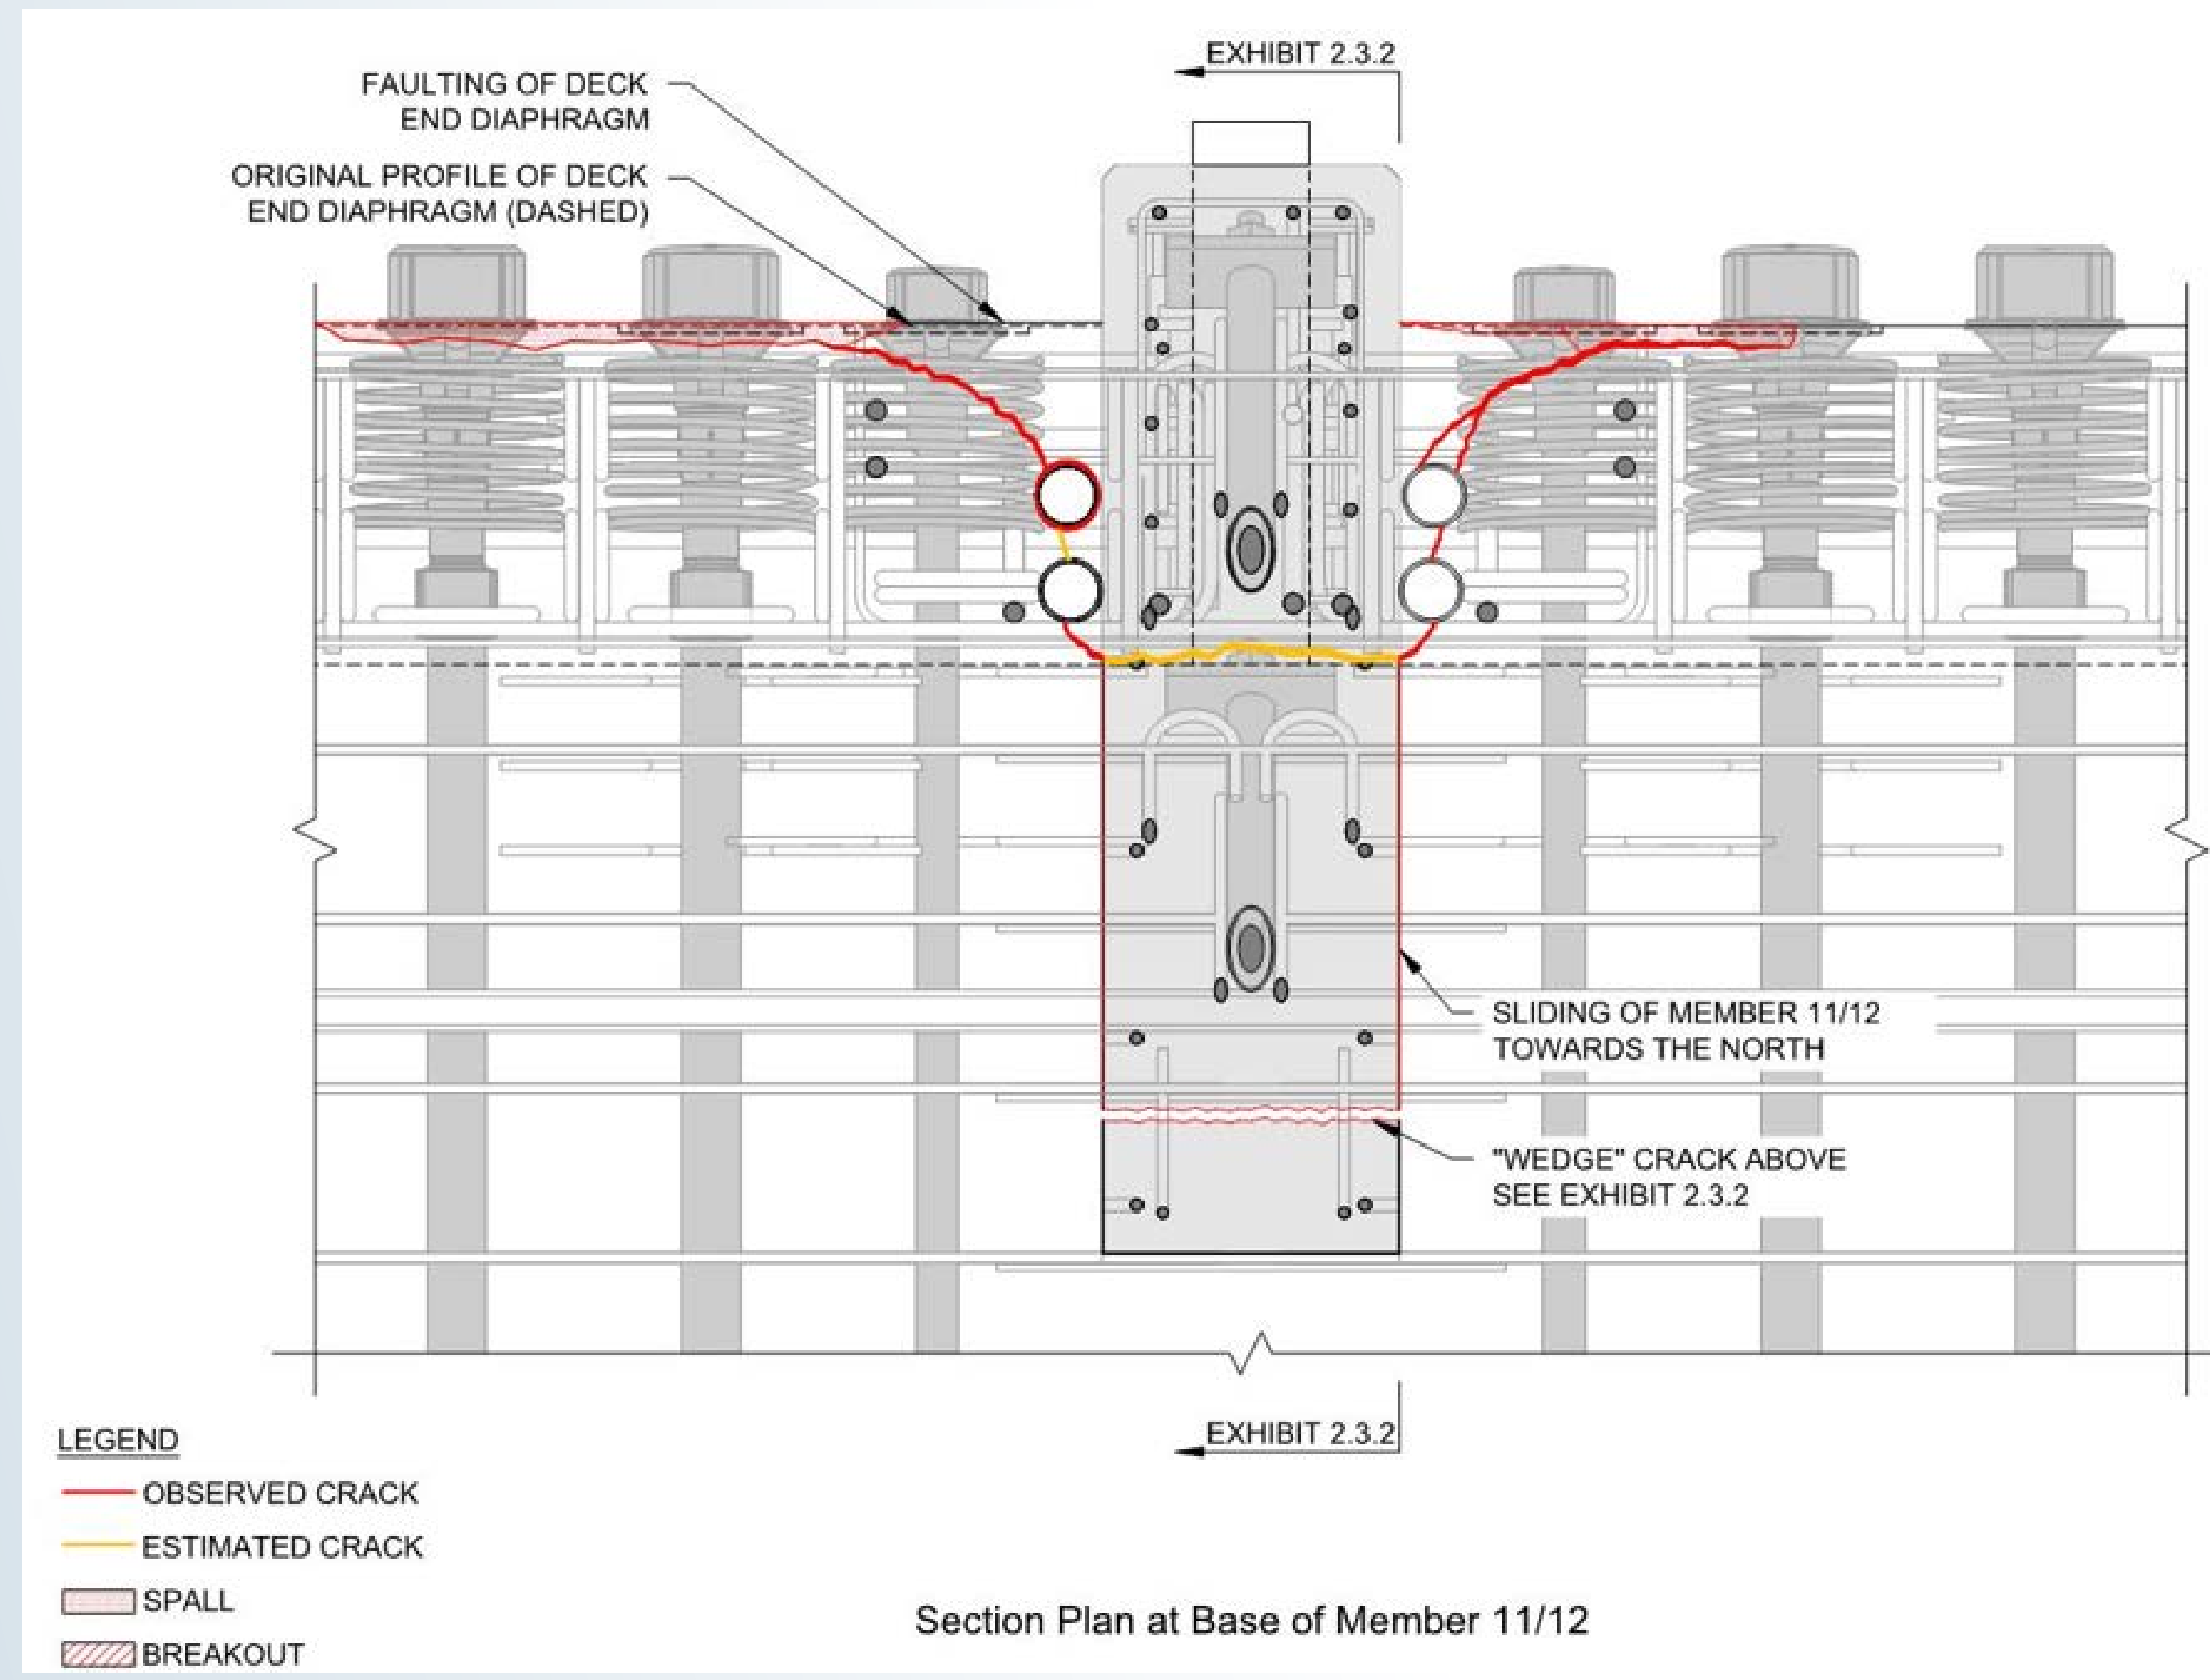 EXHIBIT 2.3.2
FAULTING OF DECK
END DIAPHRAGM
ORIGINAL PROFILE OF DECK
END DIAPHRAGM (DASHED)
SLIDING OF MEMBER 11/12
TOWARDS THE NORTH
"WEDGE" CRACK ABOVE
SEE EXHIBIT 2.3.2
EXHIBIT 2.3.2
LEGEND
OBSERVED CRACK
ESTIMATED CRACK
SPALL
BREAKOUT
Section Plan at Base of Member 11/12